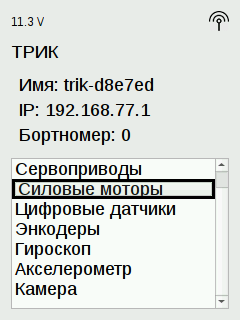 11.3 V
ТРИК
Имя: trik-d8e7ed
IP: 192.168.77.1
Бортномер: 0
Сервоприводы
Силовые моторы
Цифровые датчики
Энкодеры
Гироскоп
Акселерометр
Камера